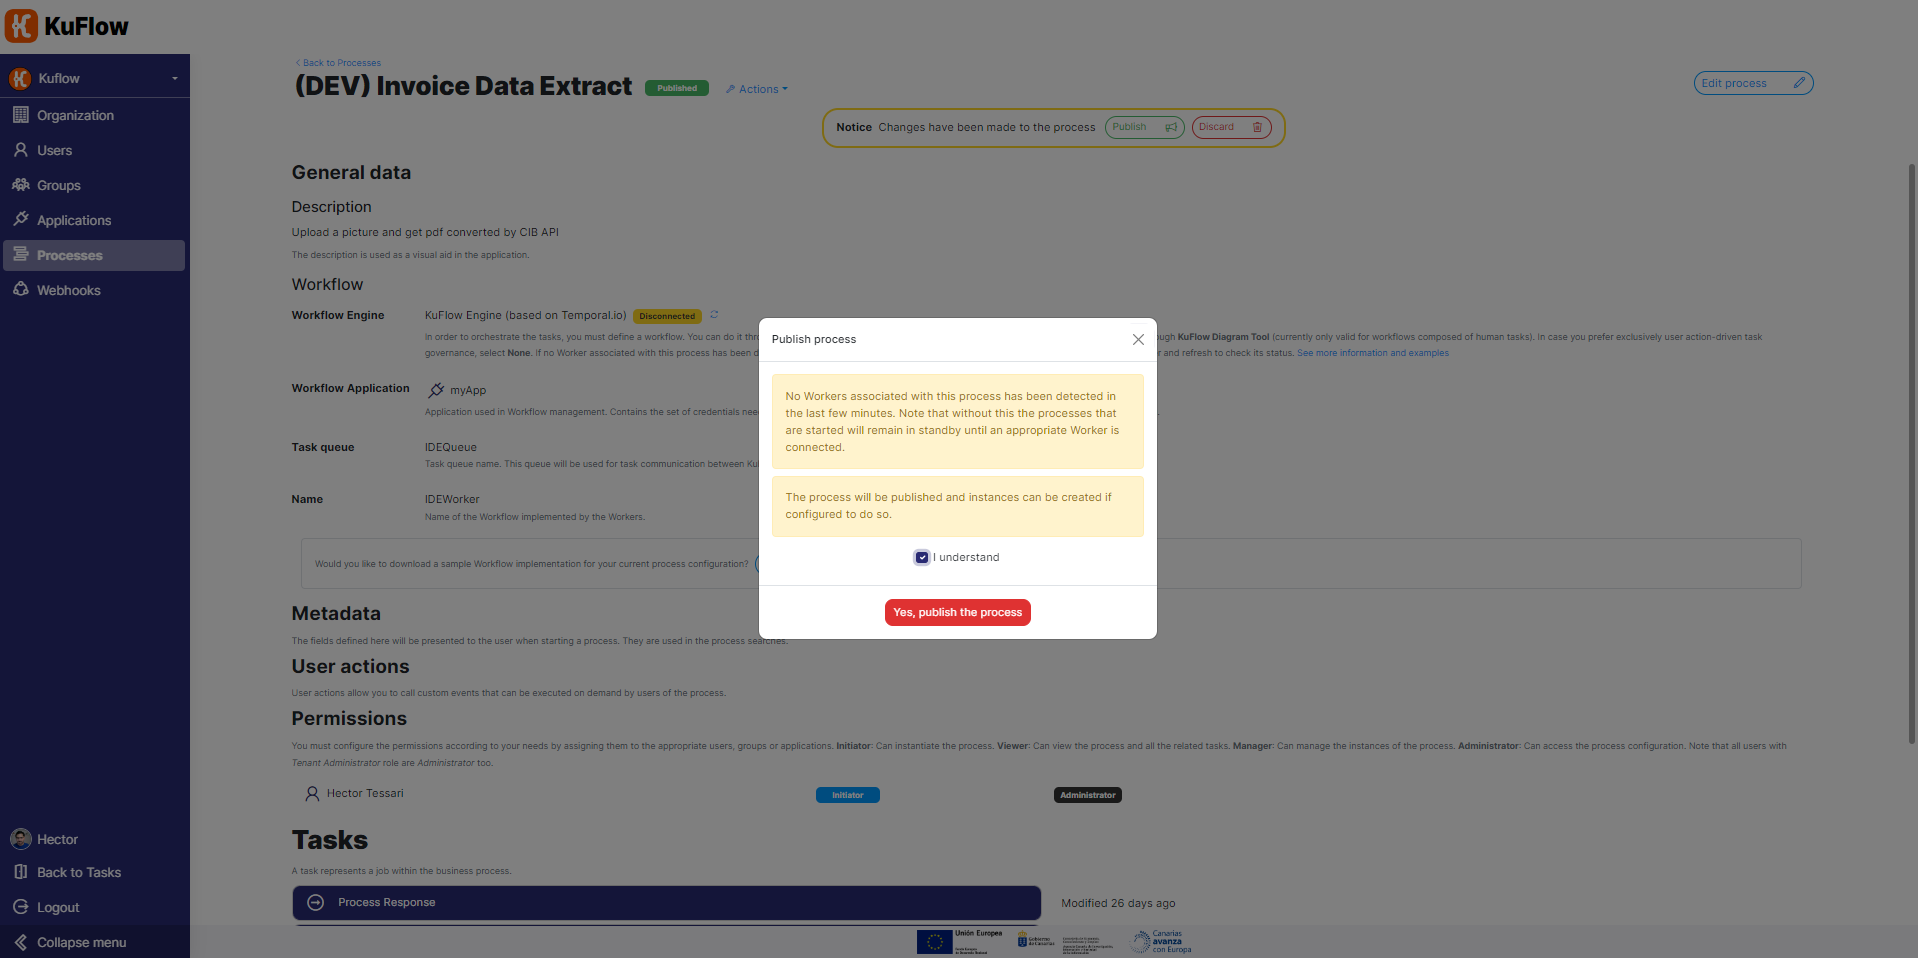 KuFlow
Kuflow
Organization
Users
Groups
Applications
Processes
Webhooks
Hector
Back to Tasks
Logout
Collapse menu
Back to Processes
(DEV) Invoice Data Extract
Published
Actions
Edit process
Notice Changes have been made to the process
Publish
Discard
General data
Description
Upload a picture and get pdf converted by CIB API
The description is used as a visual aid in the application.
Workflow
Workflow Engine
KuFlow Engine (based on Temporal.io)
Disconnected
In order to orchestrate the tasks, you must define a workflow. You can do it
KuFlow Diagram Tool (currently only valid for workflows composed of human tasks). In case you prefer exclusively user action-driven task
governance, select None. If no Worker associated with this process has been
and refresh to check its status. See more information and examples
Workflow Application
myApp
Application used in Workflow management. Contains the set of credentials
Task queue
IDEQueue
Task queue name. This queue will be used for task communication between
Name
IDEWorker
Name of the Workflow implemented by the Workers.
Would you like to download a sample Workflow implementation for your current process configuration?
Publish process
No Workers associated with this process has been detected in
the last few minutes. Note that without this the processes that
are started will remain in standby until an appropriate Worker is
connected.
The process will be published and instances can be created if
configured to do so.
I understand
Yes, publish the process
Metadata
The fields defined here will be presented to the user when starting a process. They are used in the process searches.
User actions
User actions allow you to call custom events that can be executed on demand by users of the process.
Permissions
You must configure the permissions according to your needs by assigning them to the appropriate users, groups or applications. Initiator: Can instantiate the process. Viewer: Can view the process and all the related tasks. Manager: Can manage the instances of the process. Administrator: Can access the process configuration. Note that all users with
Tenant Administrator role are Administrator too.
Hector Tessari
Initiator
Administrator
Tasks
A task represents a job within the business process.
Process Response
Modified 26 days ago
Unión Europea
Gobierno
de Canarias
Canarias
avanza
con Europa